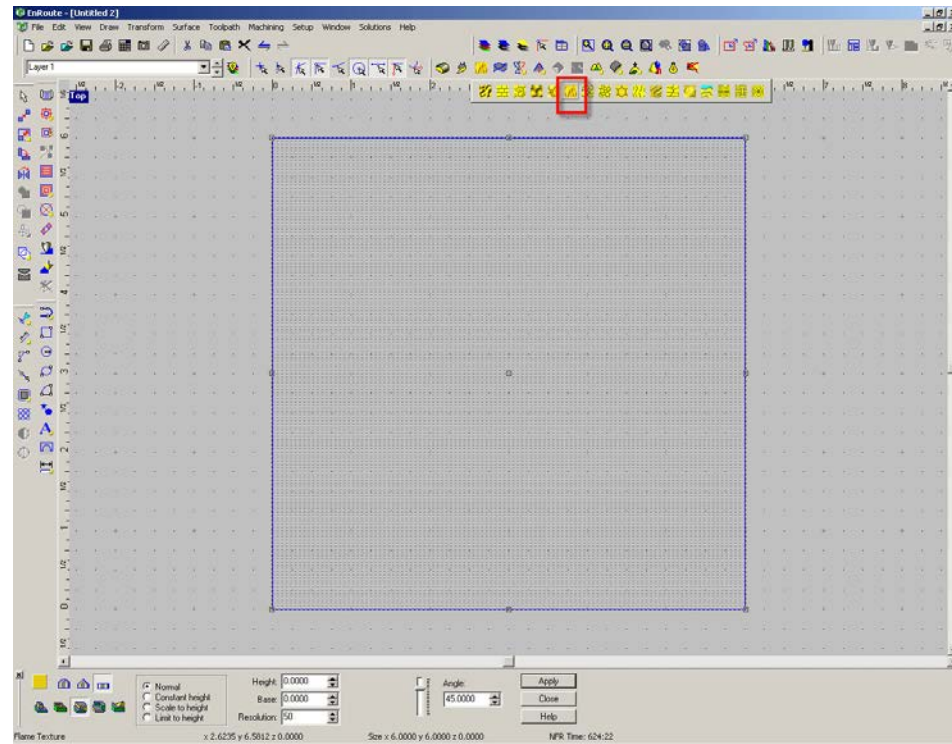 EnRoute - [Untitled 2]
File Edit View Draw Transform Surface Toolpath Machining Setup Window Solutions Help
Layer 1
Top
Normal
Constant height
Scale to height
Limit to height
Height: 0.0000
Base: 0.0000
Resolution: 50
Angle:
45.0000
Apply
Close
Help
Flame Texture
x 2.6235 y 6.5812 z 0.0000
Size x 6.0000 y 6.0000 z 0.0000
NFR Time: 624:22